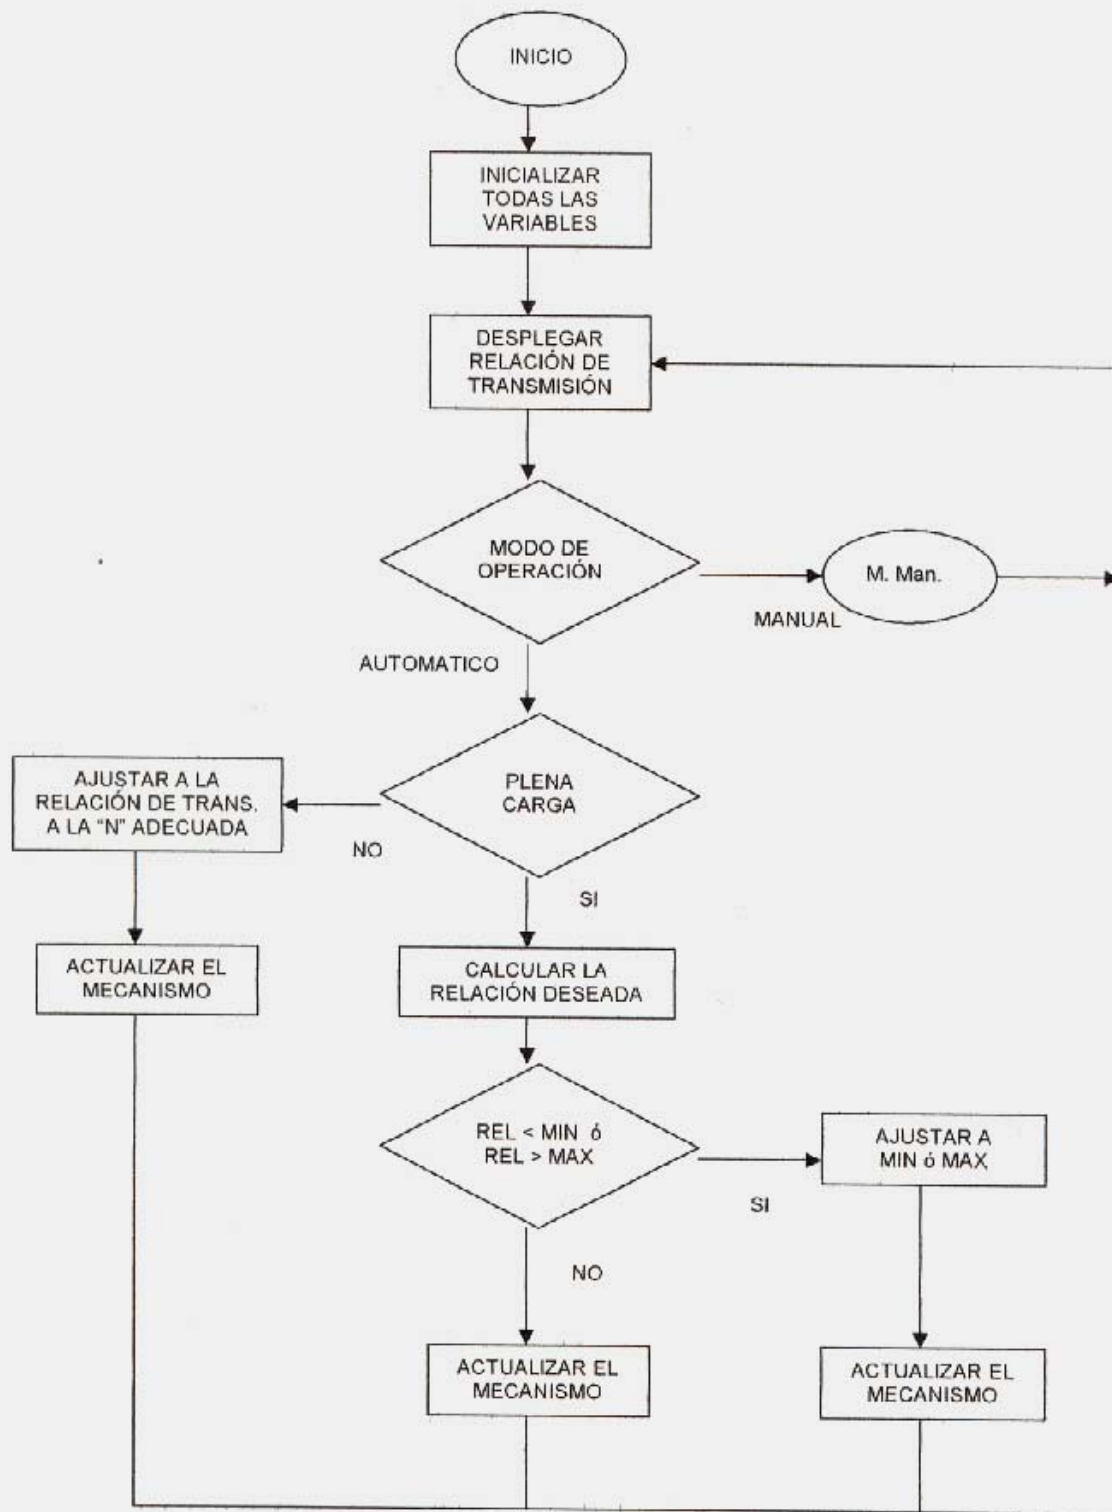 INICIO
INICIALIZAR
TODAS LAS
VARIABLES
DESPLEGAR
RELACIÓN DE
TRANSMISIÓN
MODO DE
OPERACIÓN
M. Man.
MANUAL
AUTOMATICO
PLENA
CARGA
AJUSTAR A LA
RELACIÓN DE TRANS.
A LA "N" ADECUADA
NO
SI
ACTUALIZAR EL
MECANISMO
CALCULAR LA
RELACIÓN DESEADA
REL < MIN ó
REL > MAX
AJUSTAR A
MIN ó MAX
SI
NO
ACTUALIZAR EL
MECANISMO
ACTUALIZAR EL
MECANISMO